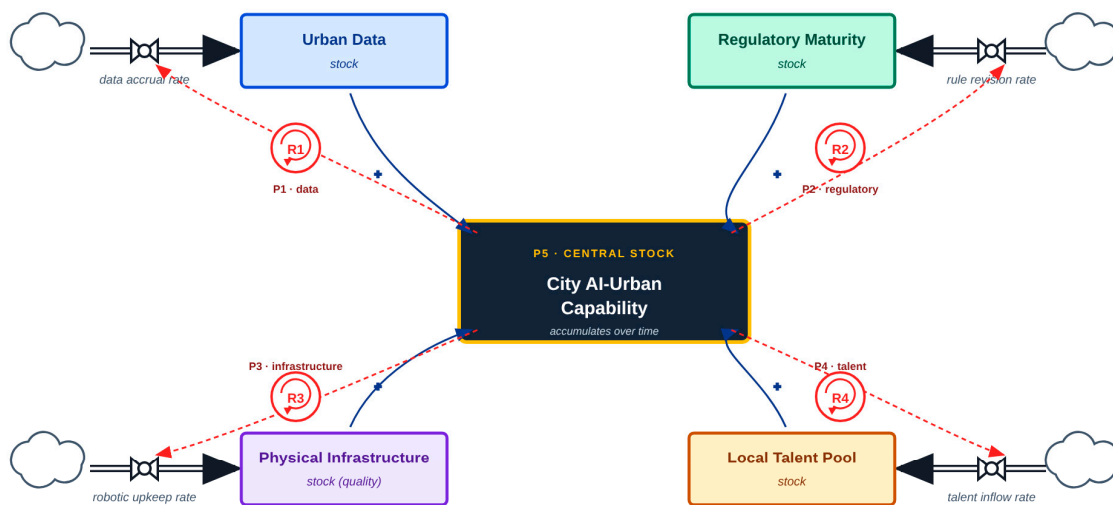 Urban Data
stock
data accrual rate
Regulatory Maturity
stock
rule revision rate
R1
P1 · data
R2
P2 · regulatory
P5 · CENTRAL STOCK
City AI-Urban
Capability
accumulates over time
P3 · infrastructure
R3
P4 · talent
R4
Physical Infrastructure
stock (quality)
robotic upkeep rate
Local Talent Pool
stock
talent inflow rate